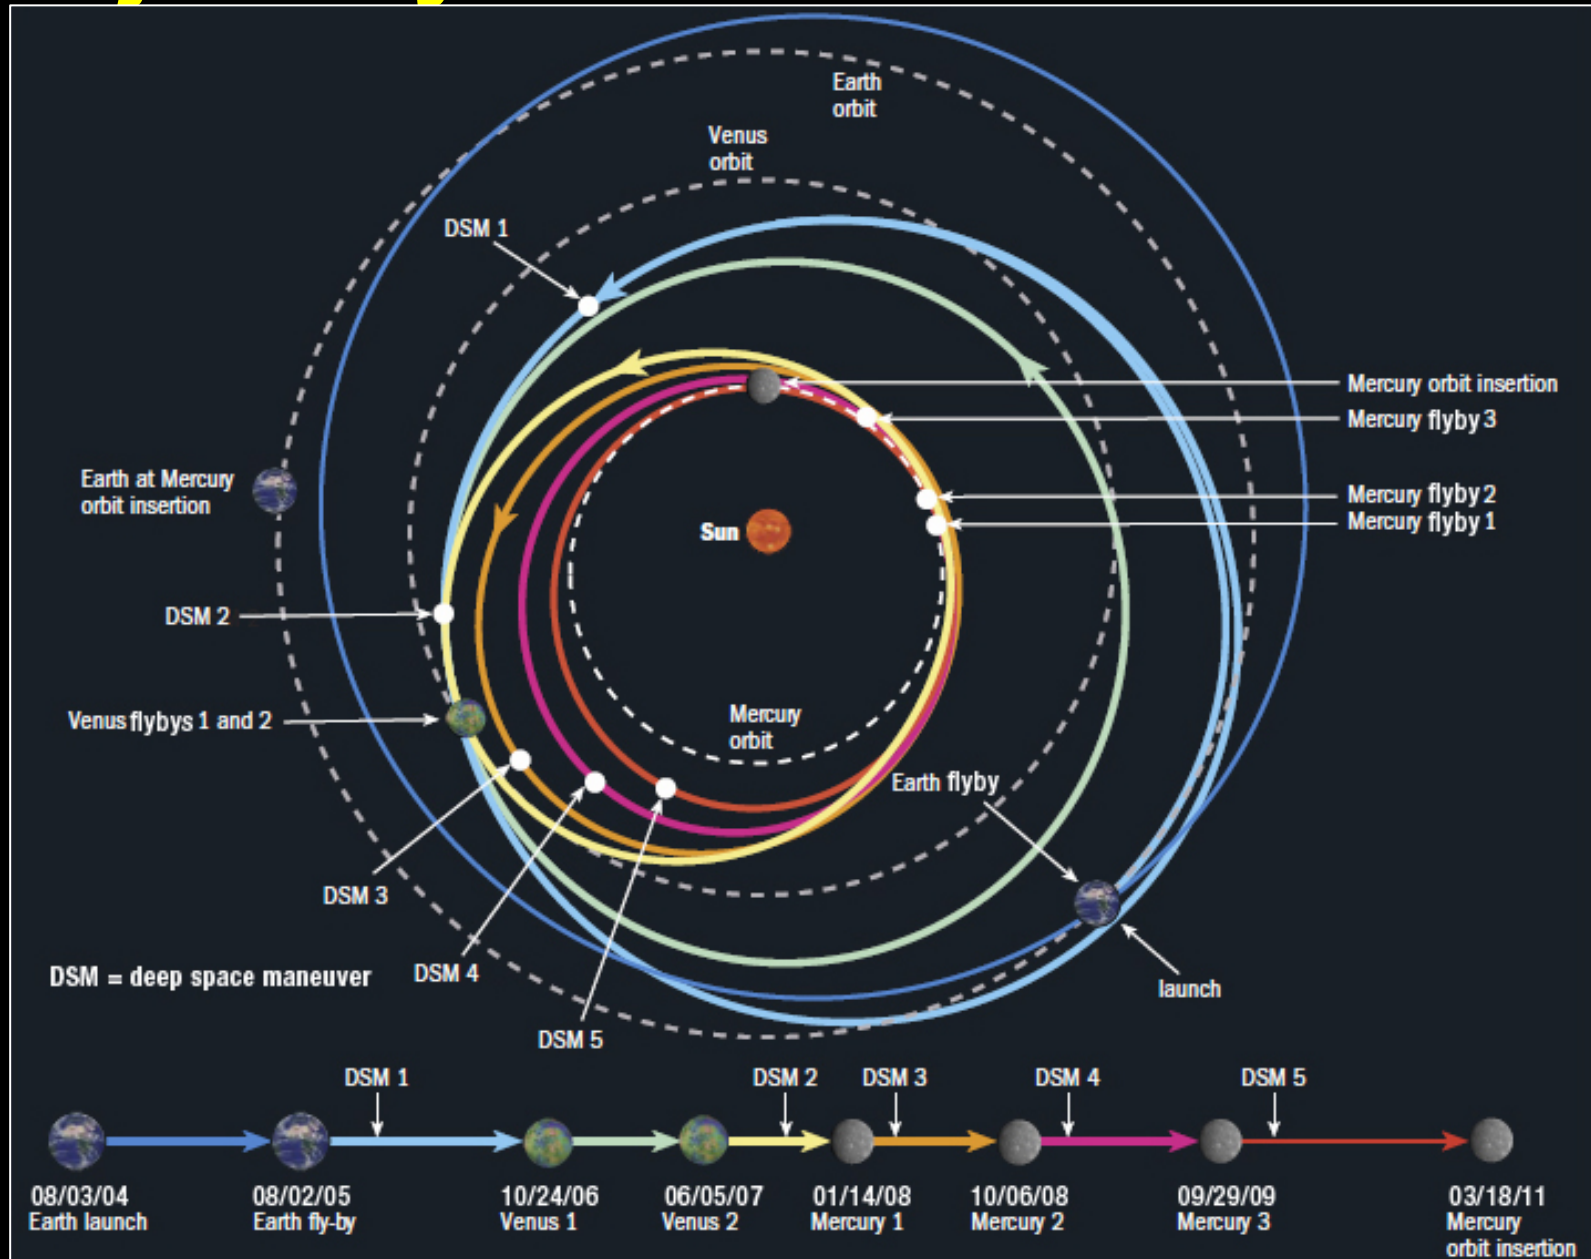 Earth
orbit
Venus
orbit
DSM 1
Mercury orbit insertion
Mercury flyby 3
Earth at Mercury
orbit insertion
Mercury flyby 2
Mercury flyby 1
Sun
DSM 2
Venus flybys 1 and 2
Mercury
orbit
Earth flyby
DSM 3
DSM = deep space maneuver
DSM 4
launch
DSM 5
DSM 1
DSM 2
DSM 3
DSM 4
DSM 5
08/03/04
Earth launch
08/02/05
Earth fly-by
10/24/06
Venus 1
06/05/07
Venus 2
01/14/08
Mercury 1
10/06/08
Mercury 2
09/29/09
Mercury 3
03/18/11
Mercury
orbit insertion